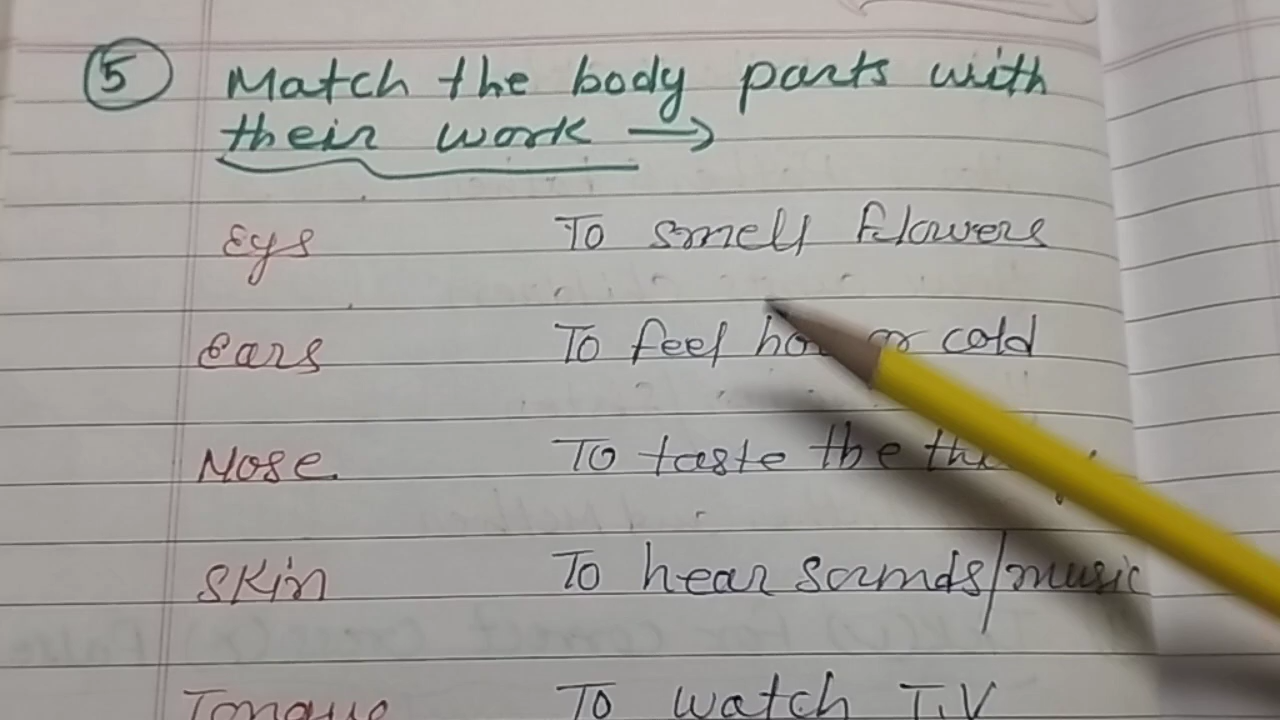 5 Match the body parts with
their work →
Eys To smell flowers
Ears To feel or cold
Nose To taste the
Skin To hear sounds/music
Tongue To watch T.V